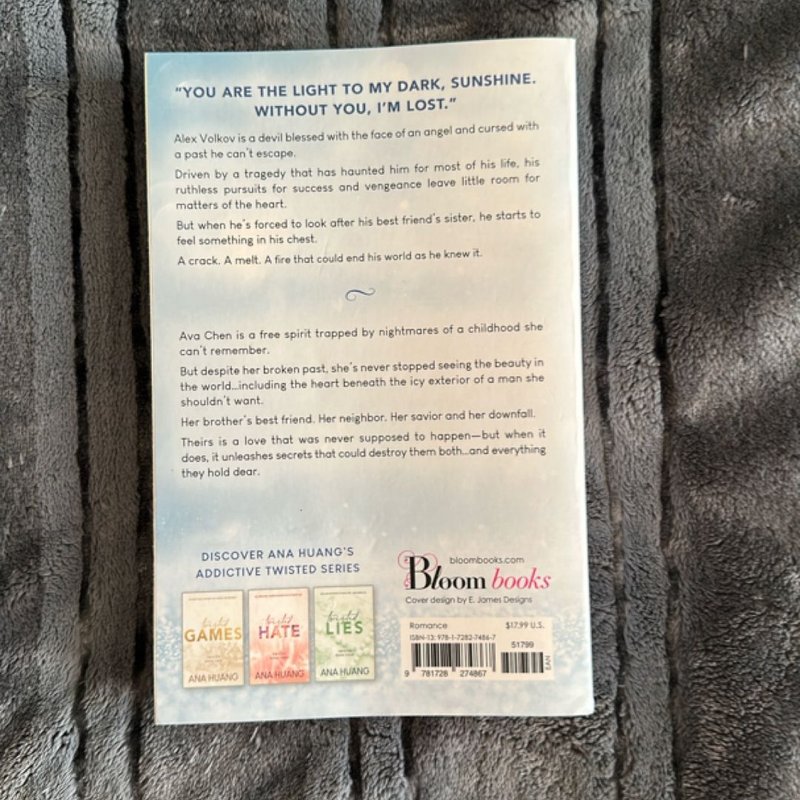 “YOU ARE THE LIGHT TO MY DARK, SUNSHINE.
WITHOUT YOU, I’M LOST.”
Alex Volkov is a devil blessed with the face of an angel and cursed with
a past he can’t escape.
Driven by a tragedy that has haunted him for most of his life, his
ruthless pursuits for success and vengeance leave little room for
matters of the heart.
But when he’s forced to look after his best friend’s sister, he starts to
feel something in his chest.
A crack. A melt. A fire that could end his world as he knew it.
Ava Chen is a free spirit trapped by nightmares of a childhood she
can’t remember.
But despite her broken past, she’s never stopped seeing the beauty in
the world...including the heart beneath the icy exterior of a man she
shouldn’t want.
Her brother’s best friend. Her neighbor. Her savior and her downfall.
Theirs is a love that was never supposed to happen—but when it
does, it unleashes secrets that could destroy them both...and everything
they hold dear.
DISCOVER ANA HUANG’S
ADDICTIVE TWISTED SERIES
twisted
GAMES
ANA HUANG
twisted
HATE
ANA HUANG
twisted
LIES
ANA HUANG
bloombooks.com
Bloom books
Cover design by E. James Designs
Romance $17.99 U.S.
ISBN-13: 978-1-7282-7486-7
51799
EAN
9 781728 274867